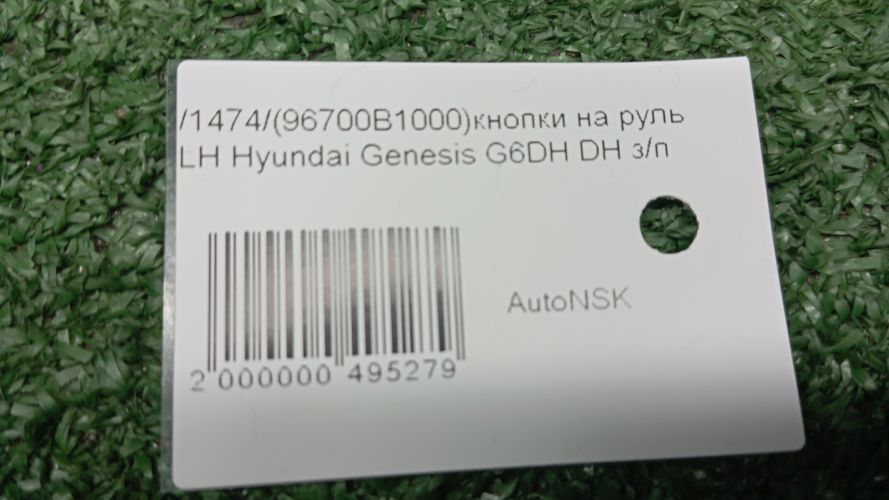 /1474/(96700B1000)кнопки на руль
LH Hyundai Genesis G6DH DH з/п
AutoNSK
2 000000 495279